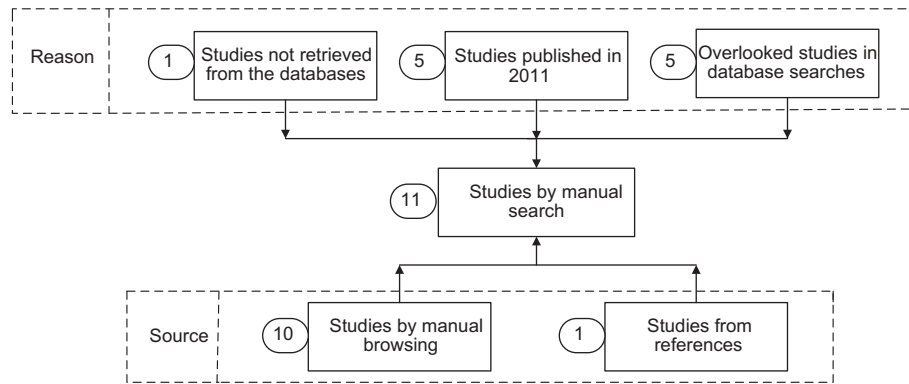 Reason
1
Studies not retrieved
from the databases
5
Studies published in
2011
5
Overlooked studies in
database searches
11
Studies by manual
search
Source
10
Studies by manual
browsing
1
Studies from
references